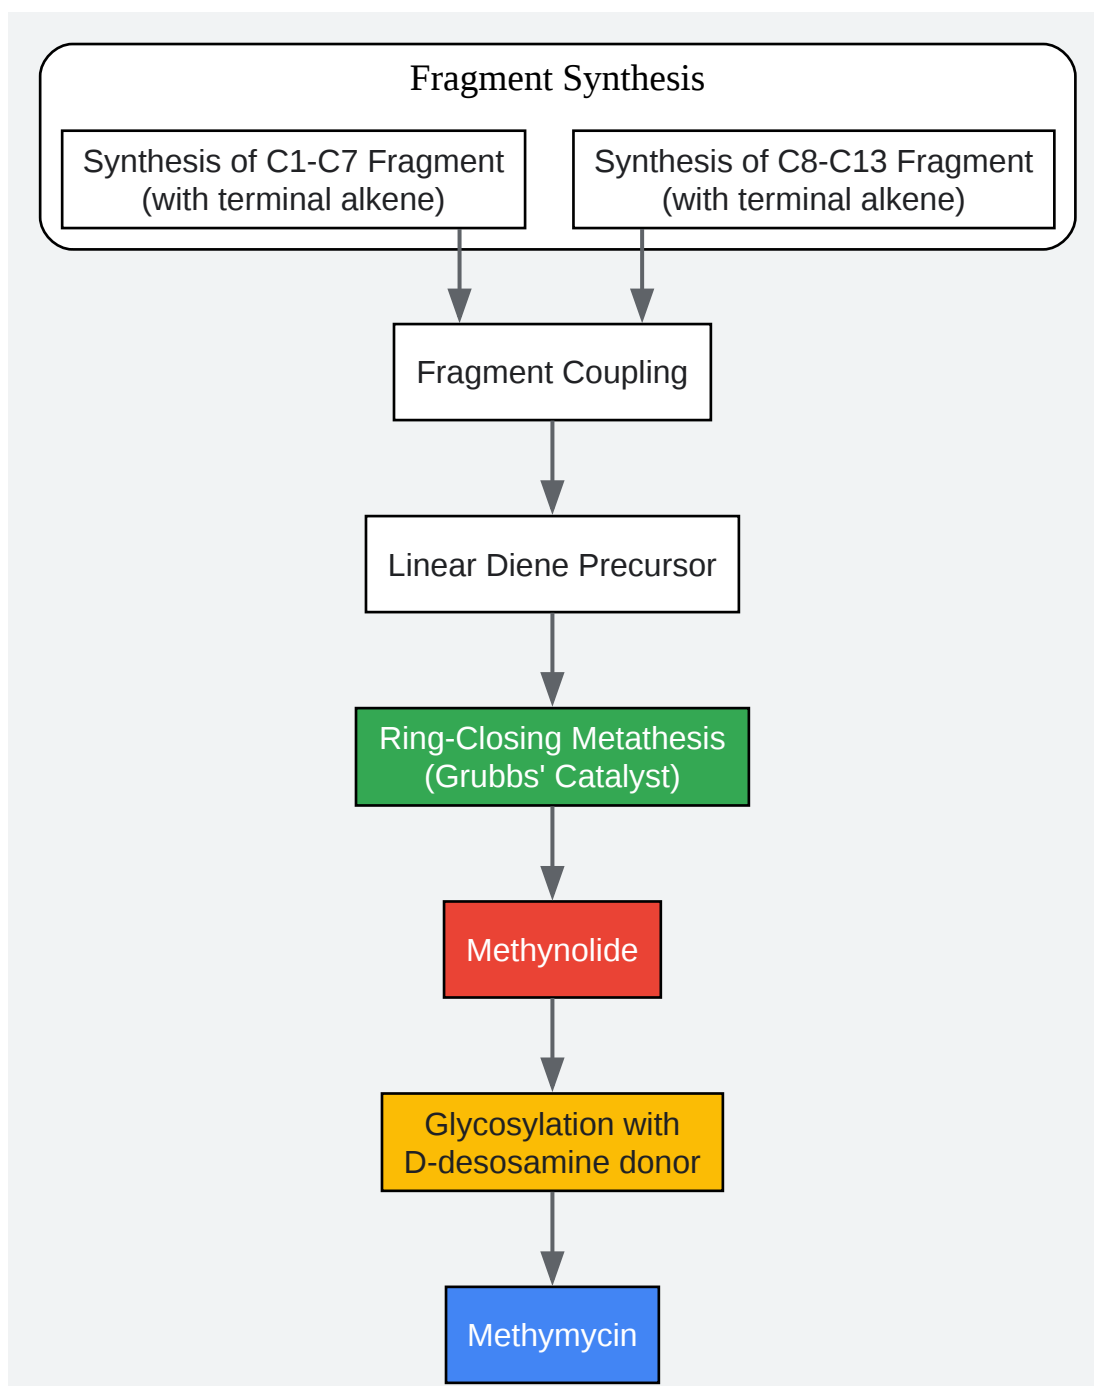 Fragment Synthesis
Synthesis of C1-C7 Fragment
(with terminal alkene)
Synthesis of C8-C13 Fragment
(with terminal alkene)
Fragment Coupling
Linear Diene Precursor
Ring-Closing Metathesis
(Grubbs' Catalyst)
Methynolide
Glycosylation with
D-desosamine donor
Methymycin